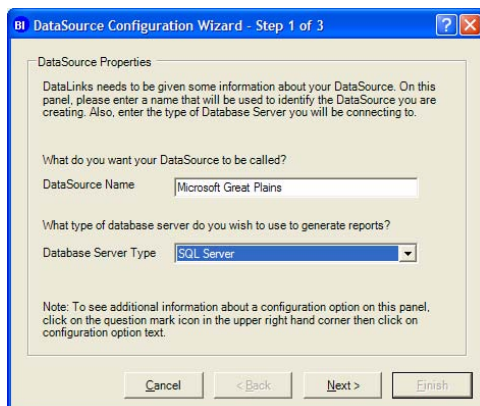 BI DataSource Configuration Wizard - Step 1 of 3
DataSource Properties
DataLinks needs to be given some information about your DataSource. On this
panel, please enter a name that will be used to identify the DataSource you are
creating. Also, enter the type of Database Server you will be connecting to.
What do you want your DataSource to be called?
DataSource Name Microsoft Great Plains
What type of database server do you wish to use to generate reports?
Database Server Type SQL Server
Note: To see additional information about a configuration option on this panel,
click on the question mark icon in the upper right hand corner then click on
configuration option text.
Cancel < Back Next > Finish